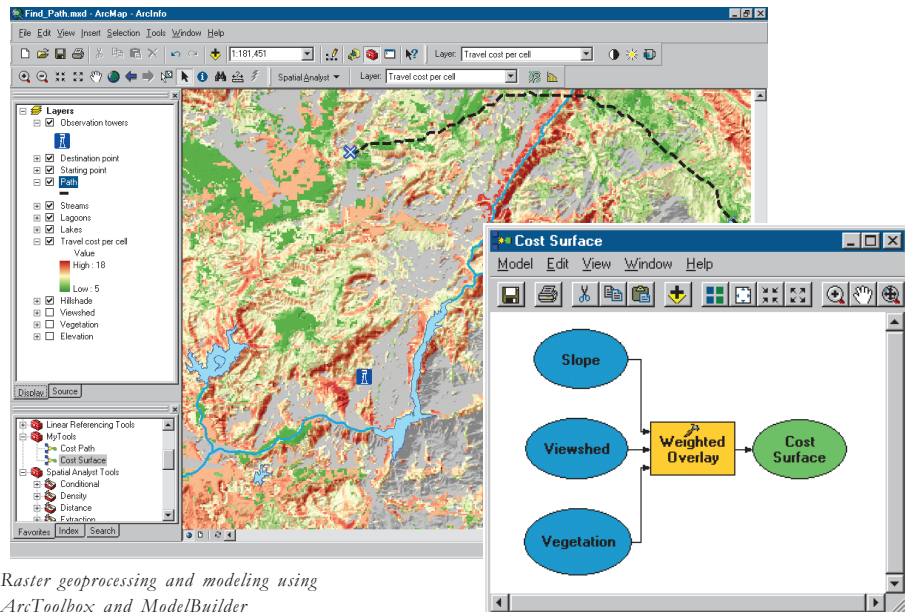 Find_Path.mxd - ArcMap - ArcInfo
File Edit View Insert Selection Tools Window Help
1:181,451 Layer: Travel cost per cell
Spatial Analyst Layer: Travel cost per cell
Layers
Observation towers
Destination point
Starting point
Path
Streams
Lagoons
Lakes
Travel cost per cell
Value
High : 18
Low : 5
Hillshade
Viewshed
Vegetation
Elevation
Display Source
Linear Referencing Tools
MyTools
Cost Path
Cost Surface
Spatial Analyst Tools
Conditional
Density
Distance
Extraction
Favorites Index Search
Cost Surface
Model Edit View Window Help
Slope
Viewshed
Vegetation
Weighted
Overlay
Cost
Surface
Raster geoprocessing and modeling using
ArcToolbox and ModelBuilder